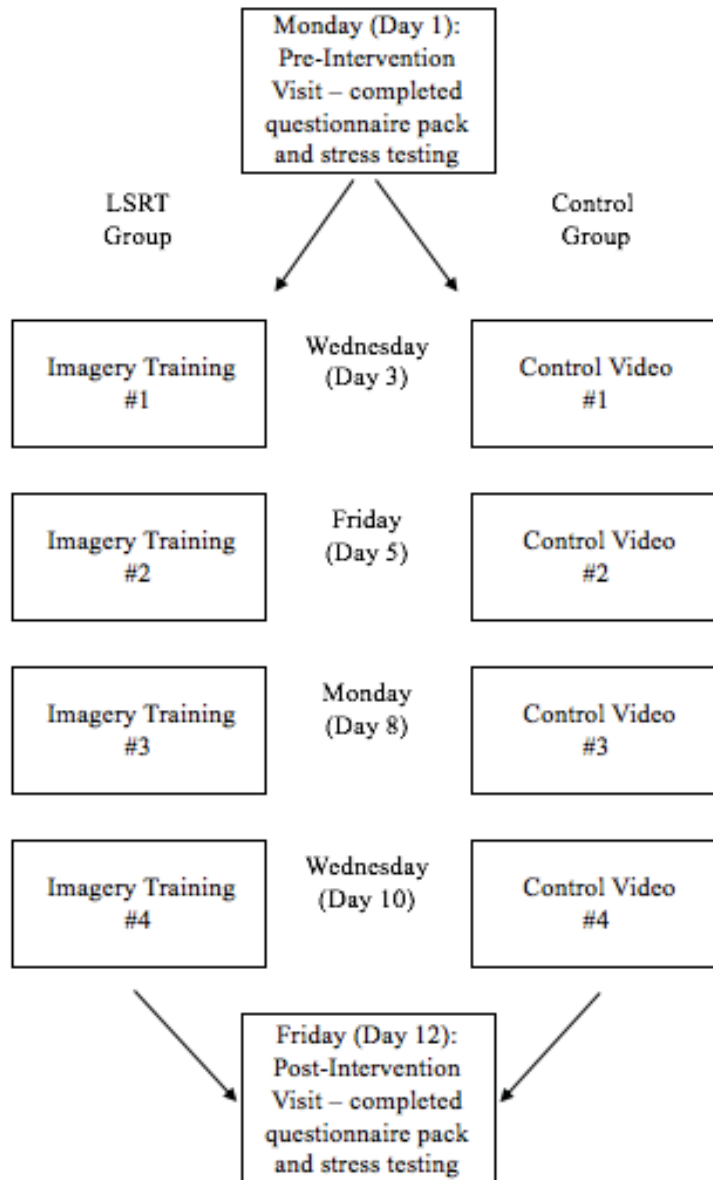 Monday (Day 1):
Pre-Intervention
Visit – completed
questionnaire pack
and stress testing
LSRT
Group
Control
Group
Imagery Training
#1
Wednesday
(Day 3)
Control Video
#1
Imagery Training
#2
Friday
(Day 5)
Control Video
#2
Imagery Training
#3
Monday
(Day 8)
Control Video
#3
Imagery Training
#4
Wednesday
(Day 10)
Control Video
#4
Friday (Day 12):
Post-Intervention
Visit – completed
questionnaire pack
and stress testing